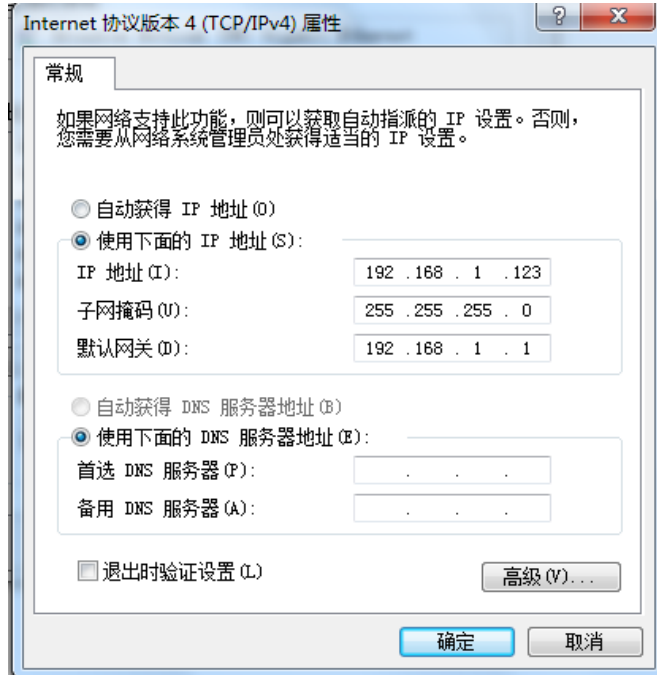 Internet 协议版本 4 (TCP/IPv4) 属性
常规
如果网络支持此功能，则可以获取自动指派的 IP 设置。否则，
您需要从网络系统管理员处获得适当的 IP 设置。
自动获得 IP 地址(O)
使用下面的 IP 地址(S):
IP 地址(I): 192 . 168 . 1 . 123
子网掩码(U): 255 . 255 . 255 . 0
默认网关(D): 192 . 168 . 1 . 1
自动获得 DNS 服务器地址(B)
使用下面的 DNS 服务器地址(E):
首选 DNS 服务器(P): . . .
备用 DNS 服务器(A): . . .
退出时验证设置(L)
高级(V)...
确定 取消